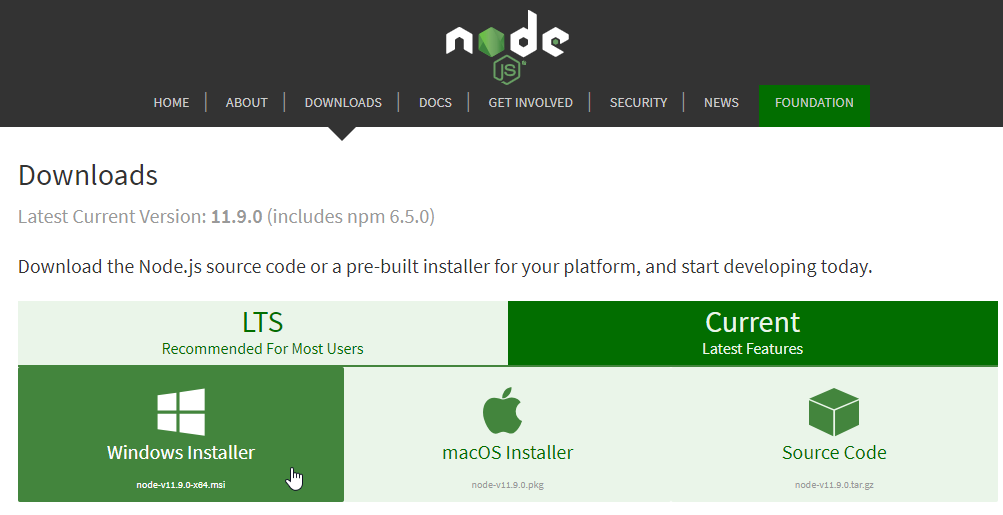 node
JS
HOME | ABOUT | DOWNLOADS | DOCS | GET INVOLVED | SECURITY | NEWS FOUNDATION
Downloads
Latest Current Version: 11.9.0 (includes npm 6.5.0)
Download the Node.js source code or a pre-built installer for your platform, and start developing today.
LTS
Recommended For Most Users
Current
Latest Features
Windows Installer
node-v11.9.0-x64.msi
macOS Installer
node-v11.9.0.pkg
Source Code
node-v11.9.0.tar.gz